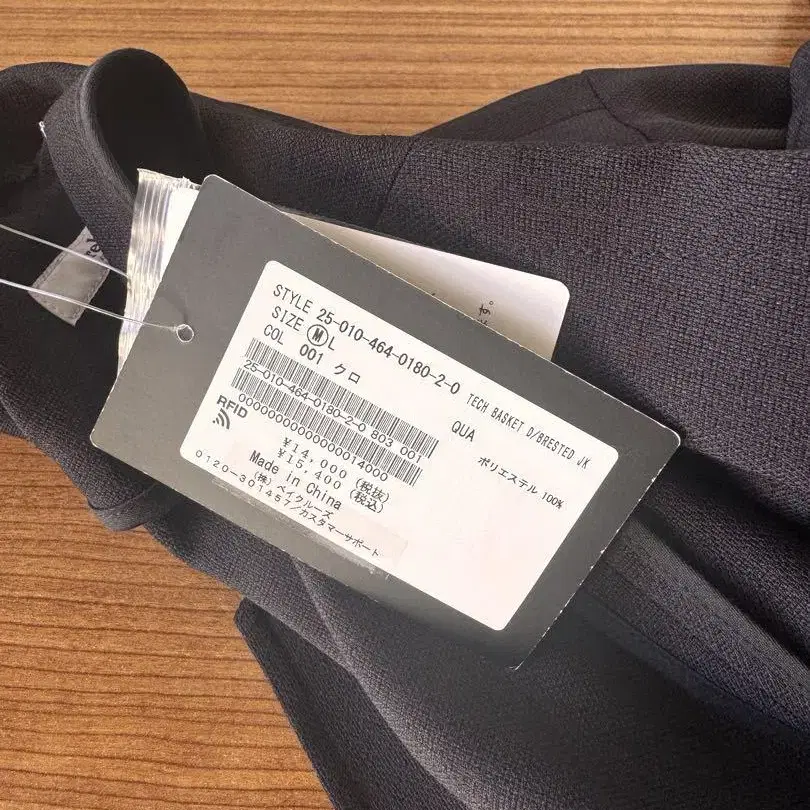 STYLE 25-010-464-0180-2-0
TECH BASKET D/BRESTED JK
SIZE Ⓜ L
COL 001 クロ
QUA
ポリエステル 100%
25-010-464-0180-2-0 803 001
RFID
¥14,000 (税抜)
¥15,400 (税込)
Made in China
(株)ベイクルーズ
0120-301457/カスタマーサポート
す。